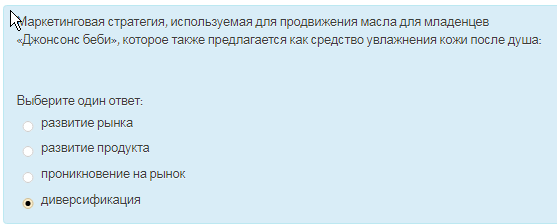 Маркетинговая стратегия, используемая для продвижения масла для младенцев
«Джонсонс беби», которое также предлагается как средство увлажнения кожи после душа:
Выберите один ответ:
развитие рынка
развитие продукта
проникновение на рынок
диверсификация